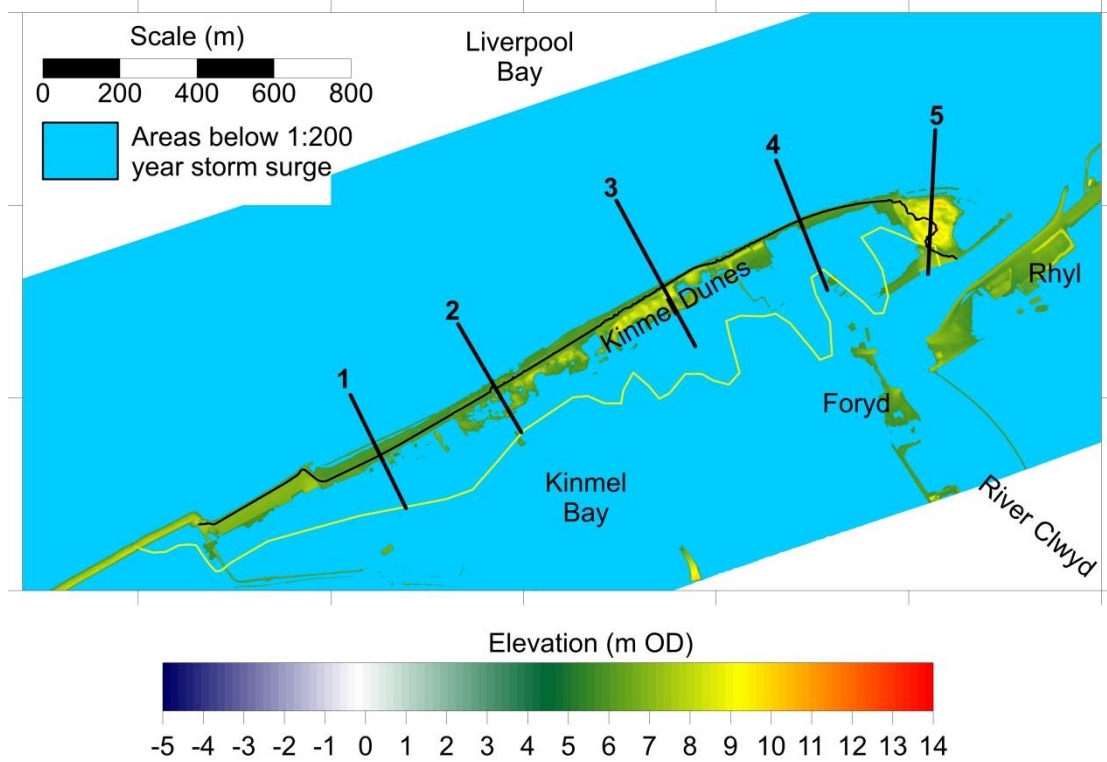 Scale (m)
0 200 400 600 800
Areas below 1:200
year storm surge
Liverpool
Bay
5
4
3
2
1
Kinmel Dunes
Rhyl
Foryd
Kinmel
Bay
River Clwyd
Elevation (m OD)
-5 -4 -3 -2 -1 0 1 2 3 4 5 6 7 8 9 10 11 12 13 14